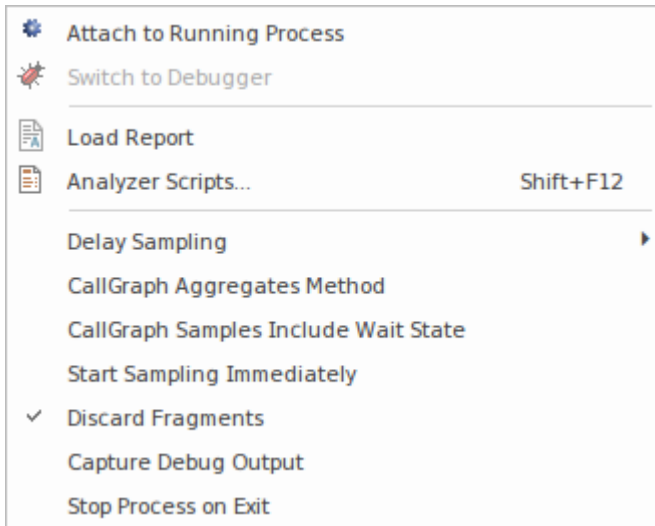 Attach to Running Process
Switch to Debugger
Load Report
Analyzer Scripts... Shift+F12
Delay Sampling
CallGraph Aggregates Method
CallGraph Samples Include Wait State
Start Sampling Immediately
Discard Fragments
Capture Debug Output
Stop Process on Exit